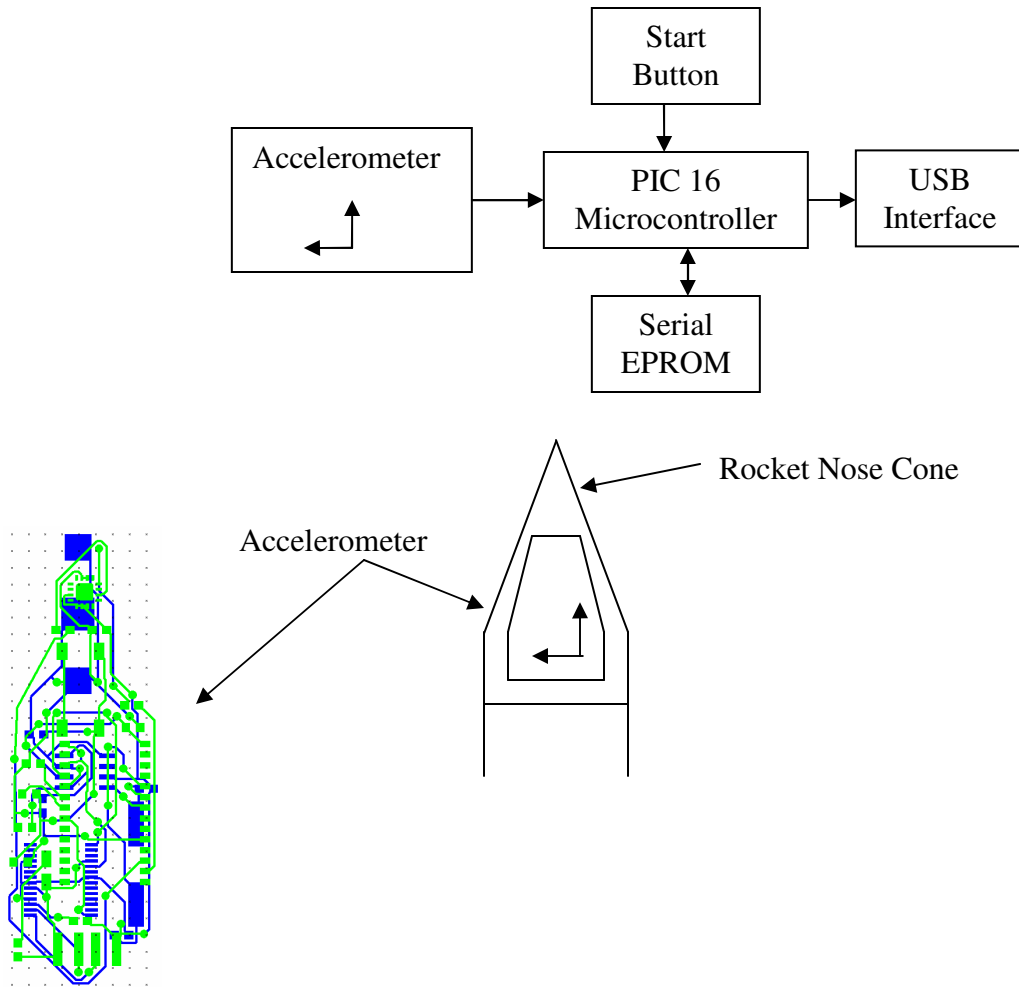 Start
Button
Accelerometer
PIC 16
Microcontroller
USB
Interface
Serial
EPROM
Rocket Nose Cone
Accelerometer